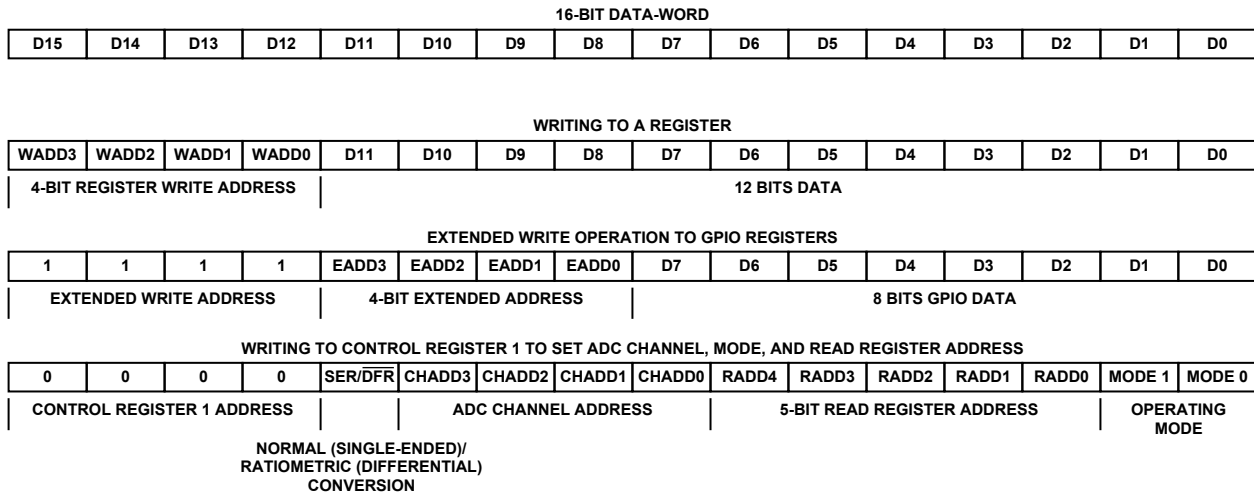 16-BIT DATA-WORD
D15 D14 D13 D12 D11 D10 D9 D8 D7 D6 D5 D4 D3 D2 D1 D0
WRITING TO A REGISTER
WADD3 WADD2 WADD1 WADD0 D11 D10 D9 D8 D7 D6 D5 D4 D3 D2 D1 D0
4-BIT REGISTER WRITE ADDRESS 12 BITS DATA
EXTENDED WRITE OPERATION TO GPIO REGISTERS
1 1 1 1 EADD3 EADD2 EADD1 EADD0 D7 D6 D5 D4 D3 D2 D1 D0
EXTENDED WRITE ADDRESS 4-BIT EXTENDED ADDRESS 8 BITS GPIO DATA
WRITING TO CONTROL REGISTER 1 TO SET ADC CHANNEL, MODE, AND READ REGISTER ADDRESS
0 0 0 0 SER/D̅F̅R̅ CHADD3 CHADD2 CHADD1 CHADD0 RADD4 RADD3 RADD2 RADD1 RADD0 MODE 1 MODE 0
CONTROL REGISTER 1 ADDRESS ADC CHANNEL ADDRESS 5-BIT READ REGISTER ADDRESS OPERATING
MODE
NORMAL (SINGLE-ENDED)/
RATIOMETRIC (DIFFERENTIAL)
CONVERSION